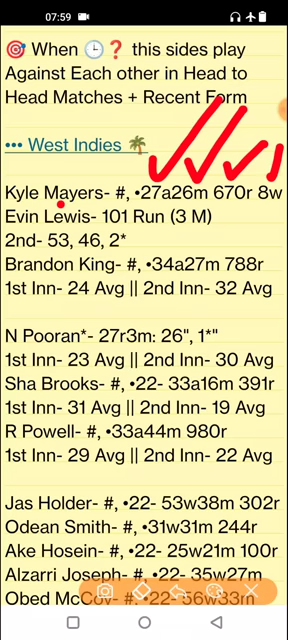 07:59
🎯 When 🕒❓ this sides play
Against Each other in Head to
Head Matches + Recent Form
••• West Indies 🌴
Kyle Mayers- #, •27a26m 670r 8w
Evin Lewis- 101 Run (3 M)
2nd- 53, 46, 2*
Brandon King- #, •34a27m 788r
1st Inn- 24 Avg || 2nd Inn- 32 Avg
N Pooran*- 27r3m: 26", 1*"
1st Inn- 23 Avg || 2nd Inn- 30 Avg
Sha Brooks- #, •22- 33a16m 391r
1st Inn- 31 Avg || 2nd Inn- 19 Avg
R Powell- #, •33a44m 980r
1st Inn- 29 Avg || 2nd Inn- 22 Avg
Jas Holder- #, •22- 53w38m 302r
Odean Smith- #, •31w31m 244r
Ake Hosein- #, •22- 25w21m 100r
Alzarri Joseph- #, •22- 35w27m
Obed McCoy- #, •22- 56w33m